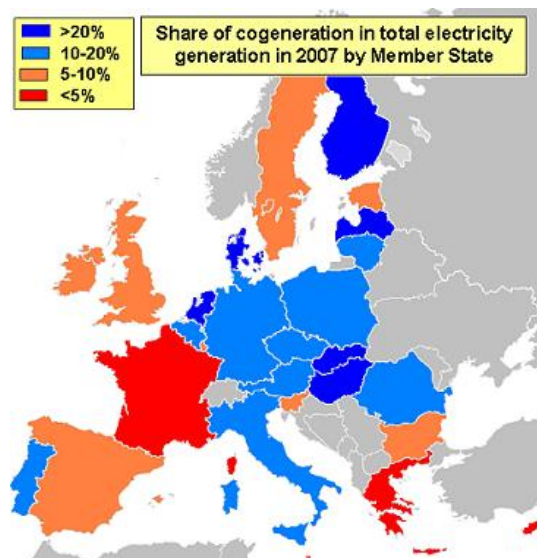 >20%
10-20%
5-10%
<5%
Share of cogeneration in total electricity
generation in 2007 by Member State